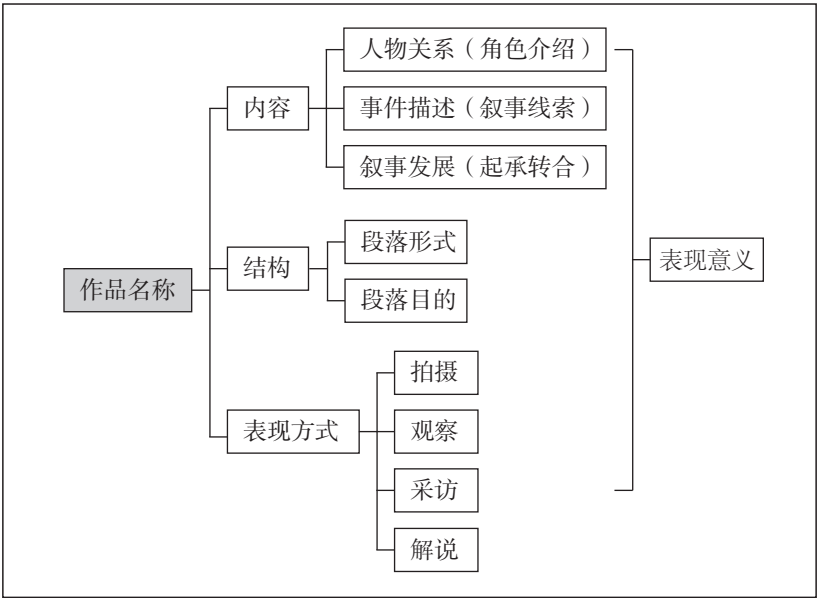 作品名称
内容
人物关系（角色介绍）
事件描述（叙事线索）
叙事发展（起承转合）
结构
段落形式
段落目的
表现方式
拍摄
观察
采访
解说
表现意义